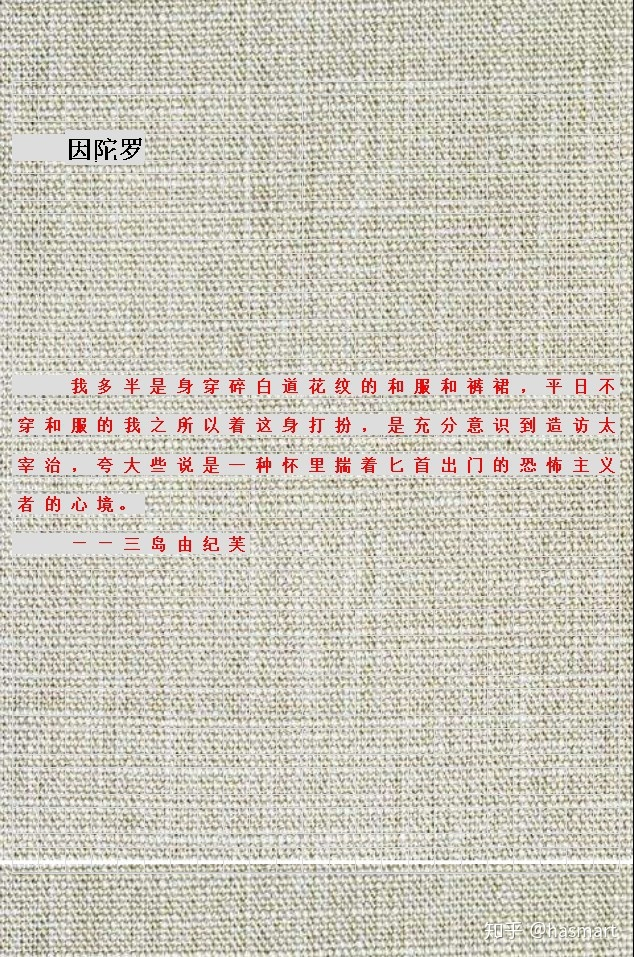 因陀罗
我多半是身穿碎白道花纹的和服和裤裙，平日不
穿和服的我之所以着这身打扮，是充分意识到造访太
宰治，夸大些说是一种怀里揣着匕首出门的恐怖主义
者的心境。
——三岛由纪芙
知乎 @hasmart